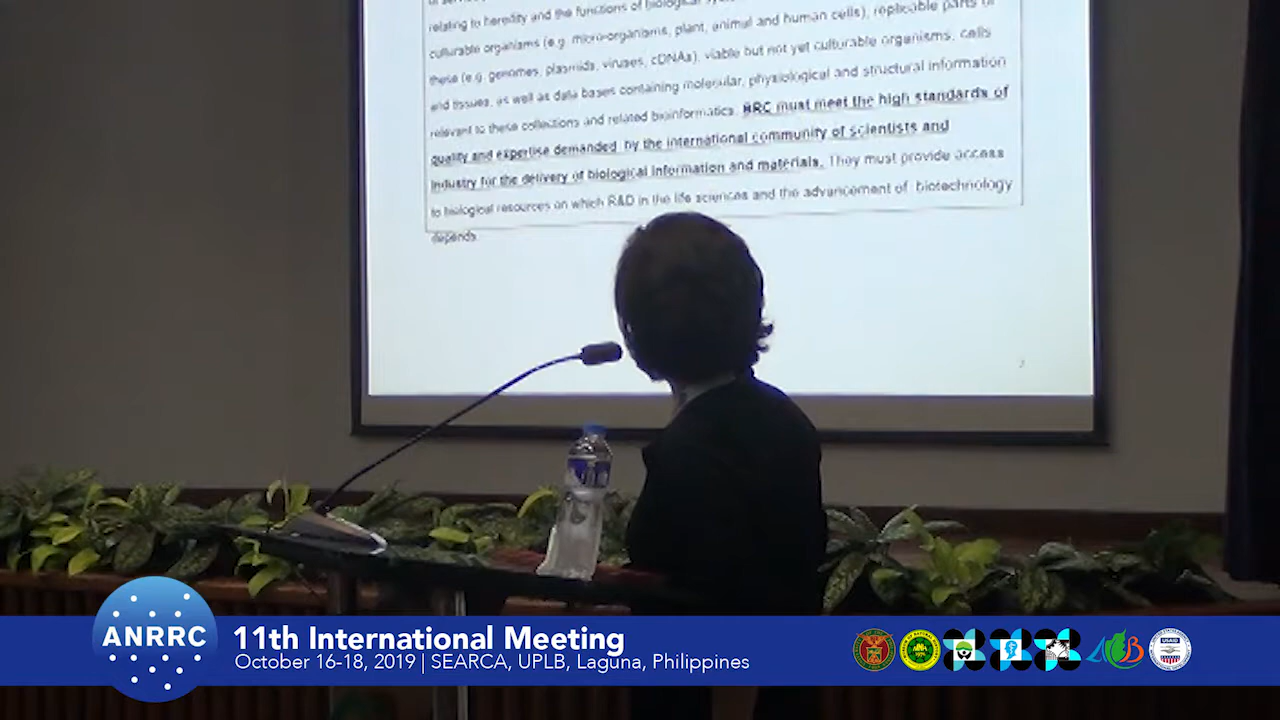 relating to heredity and the functions of biological
culturable organisms (e.g. micro-organisms, plant, animal and human cells), replicable parts of
these (e.g. genomes, plasmids, viruses, cDNAs), viable but not yet culturable organisms, cells
and tissues, as well as data bases containing molecular, physiological and structural information
relevant to these collections and related bioinformatics. BRC must meet the high standards of
quality and expertise demanded by the international community of scientists and
industry for the delivery of biological information and materials. They must provide access
to biological resources on which R&D in the life sciences and the advancement of biotechnology
depends.
ANRRC
11th International Meeting
October 16-18, 2019 | SEARCA, UPLB, Laguna, Philippines
USAID